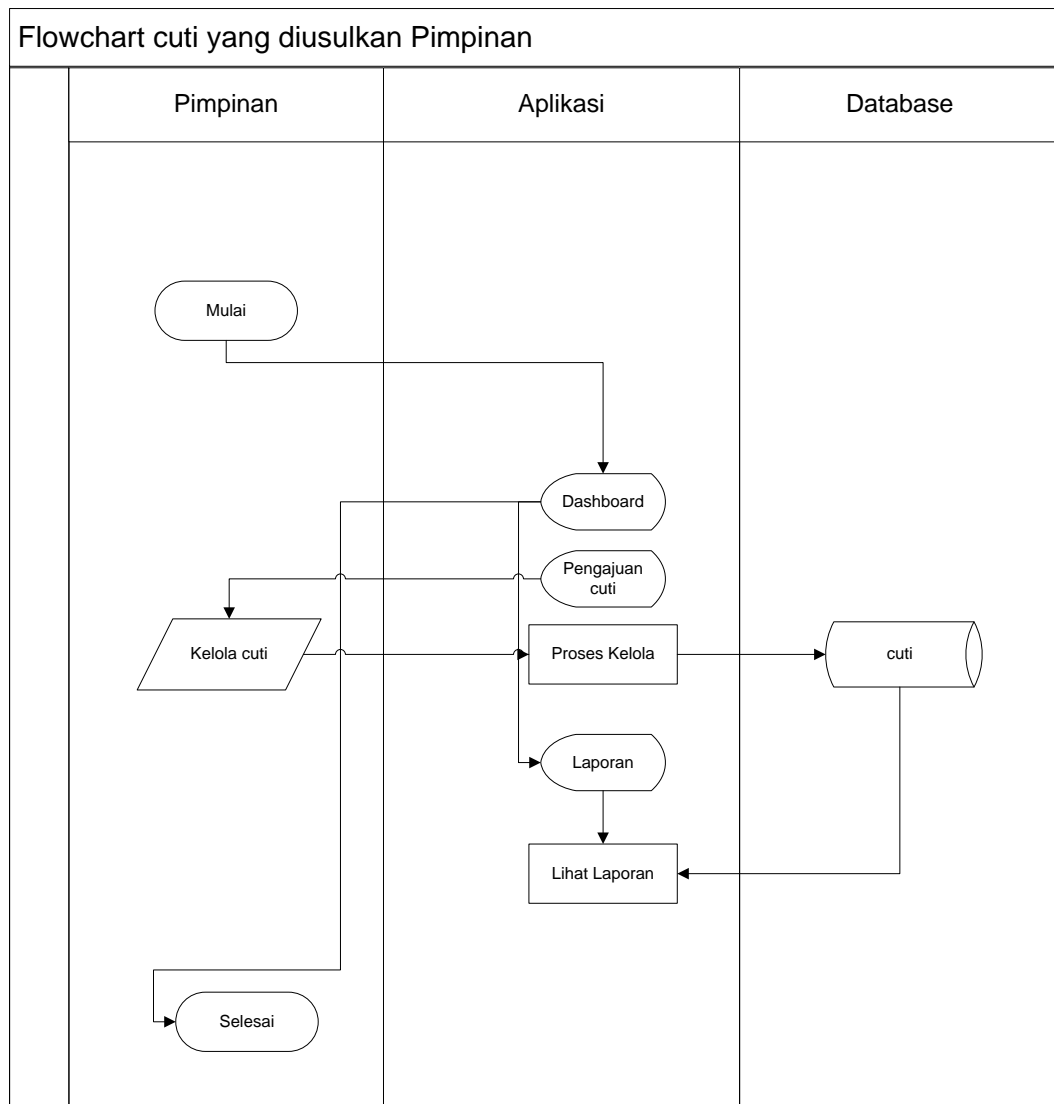 Flowchart cuti yang diusulkan Pimpinan
Pimpinan
Aplikasi
Database
Mulai
Dashboard
Pengajuan
cuti
Kelola cuti
Proses Kelola
cuti
Laporan
Lihat Laporan
Selesai